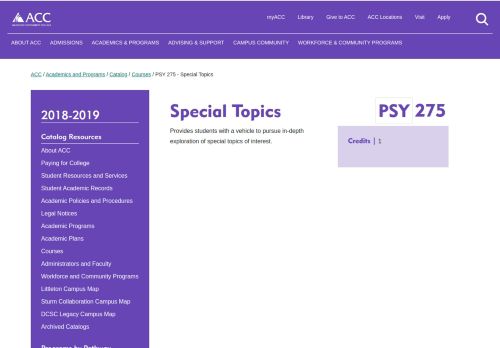 myACC Library Give to ACC ACC Locations Visit Apply
ACC
ABOUT ACC ADMISSIONS ACADEMICS & PROGRAMS ADVISING & SUPPORT CAMPUS COMMUNITY WORKFORCE & COMMUNITY PROGRAMS
ACC / Academics and Programs / Catalog / Courses / PSY 275 - Special Topics
2018-2019
Catalog Resources
About ACC
Paying for College
Student Resources and Services
Student Academic Records
Academic Policies and Procedures
Legal Notices
Academic Programs
Academic Plans
Courses
Administrators and Faculty
Workforce and Community Programs
Littleton Campus Map
Sturm Collaboration Campus Map
DCSC Legacy Campus Map
Archived Catalogs
Programs by Pathway
Special Topics
Provides students with a vehicle to pursue in-depth
exploration of special topics of interest.
PSY 275
Credits | 1